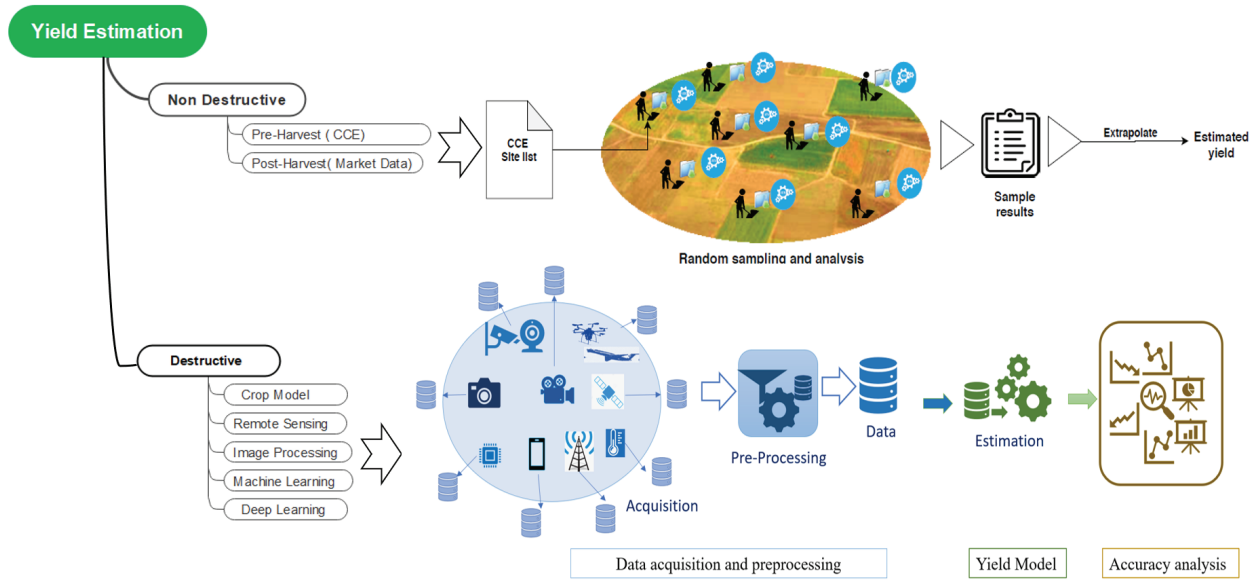 Yield Estimation
Non Destructive
Pre-Harvest ( CCE)
Post-Harvest( Market Data)
CCE
Site list
Random sampling and analysis
Sample
results
Extrapolate
Estimated
yield
Destructive
Crop Model
Remote Sensing
Image Processing
Machine Learning
Deep Learning
Acquisition
Pre-Processing
Data
Estimation
Data acquisition and preprocessing
Yield Model
Accuracy analysis